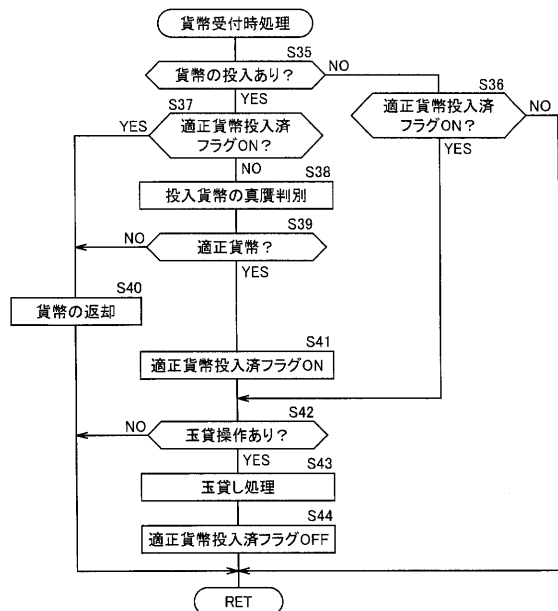 貨幣受付時処理
S35
貨幣の投入あり?
NO
YES
S36
適正貨幣投入済
フラグON?
NO
YES
S37
YES
適正貨幣投入済
フラグON?
NO
S38
投入貨幣の真贋判別
S39
NO
適正貨幣?
YES
S40
貨幣の返却
S41
適正貨幣投入済フラグON
S42
NO
玉貸操作あり?
YES
S43
玉貸し処理
S44
適正貨幣投入済フラグOFF
RET